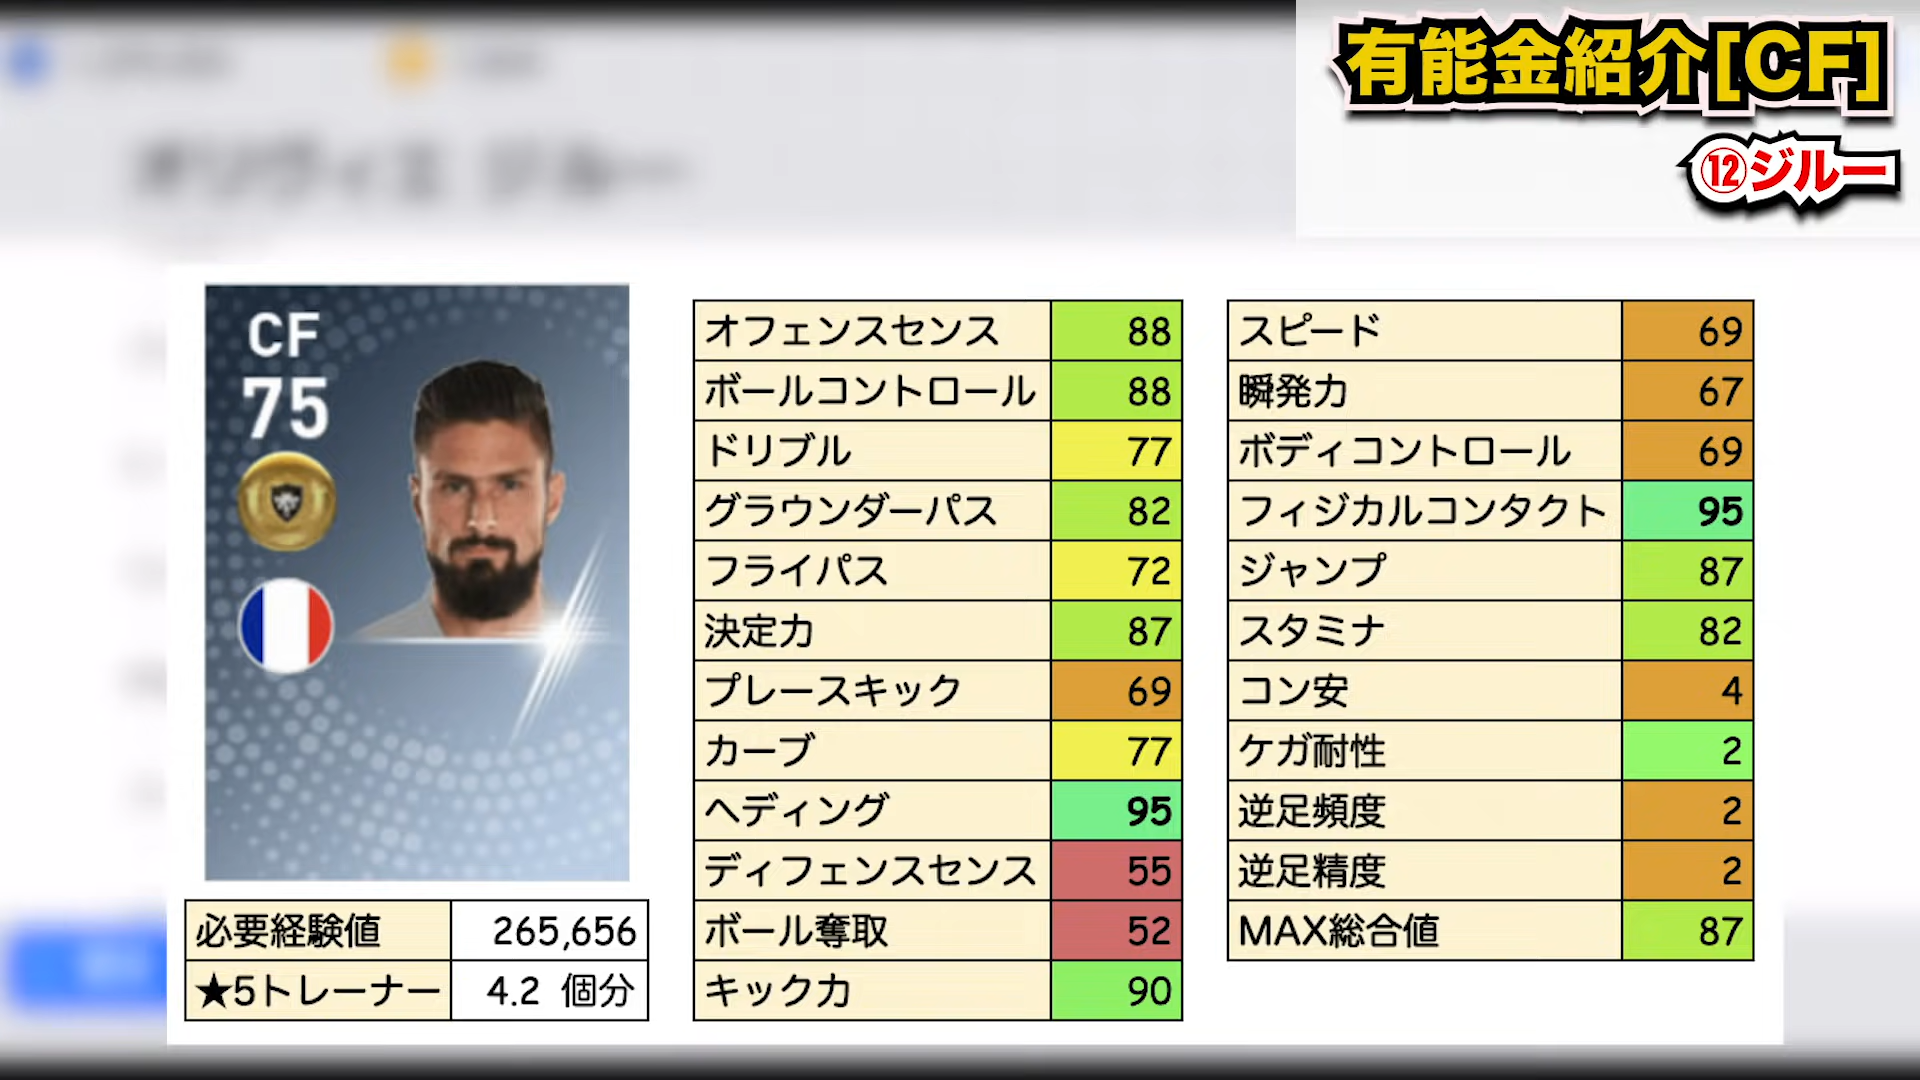 有能金紹介[CF]
⑫ジルー
オリヴィエ ジルー
CF
75
必要経験値 265,656
★5トレーナー 4.2 個分
オフェンスセンス 88
ボールコントロール 88
ドリブル 77
グラウンダーパス 82
フライパス 72
決定力 87
プレースキック 69
カーブ 77
ヘディング 95
ディフェンスセンス 55
ボール奪取 52
キック力 90
スピード 69
瞬発力 67
ボディコントロール 69
フィジカルコンタクト 95
ジャンプ 87
スタミナ 82
コン安 4
ケガ耐性 2
逆足頻度 2
逆足精度 2
MAX総合値 87